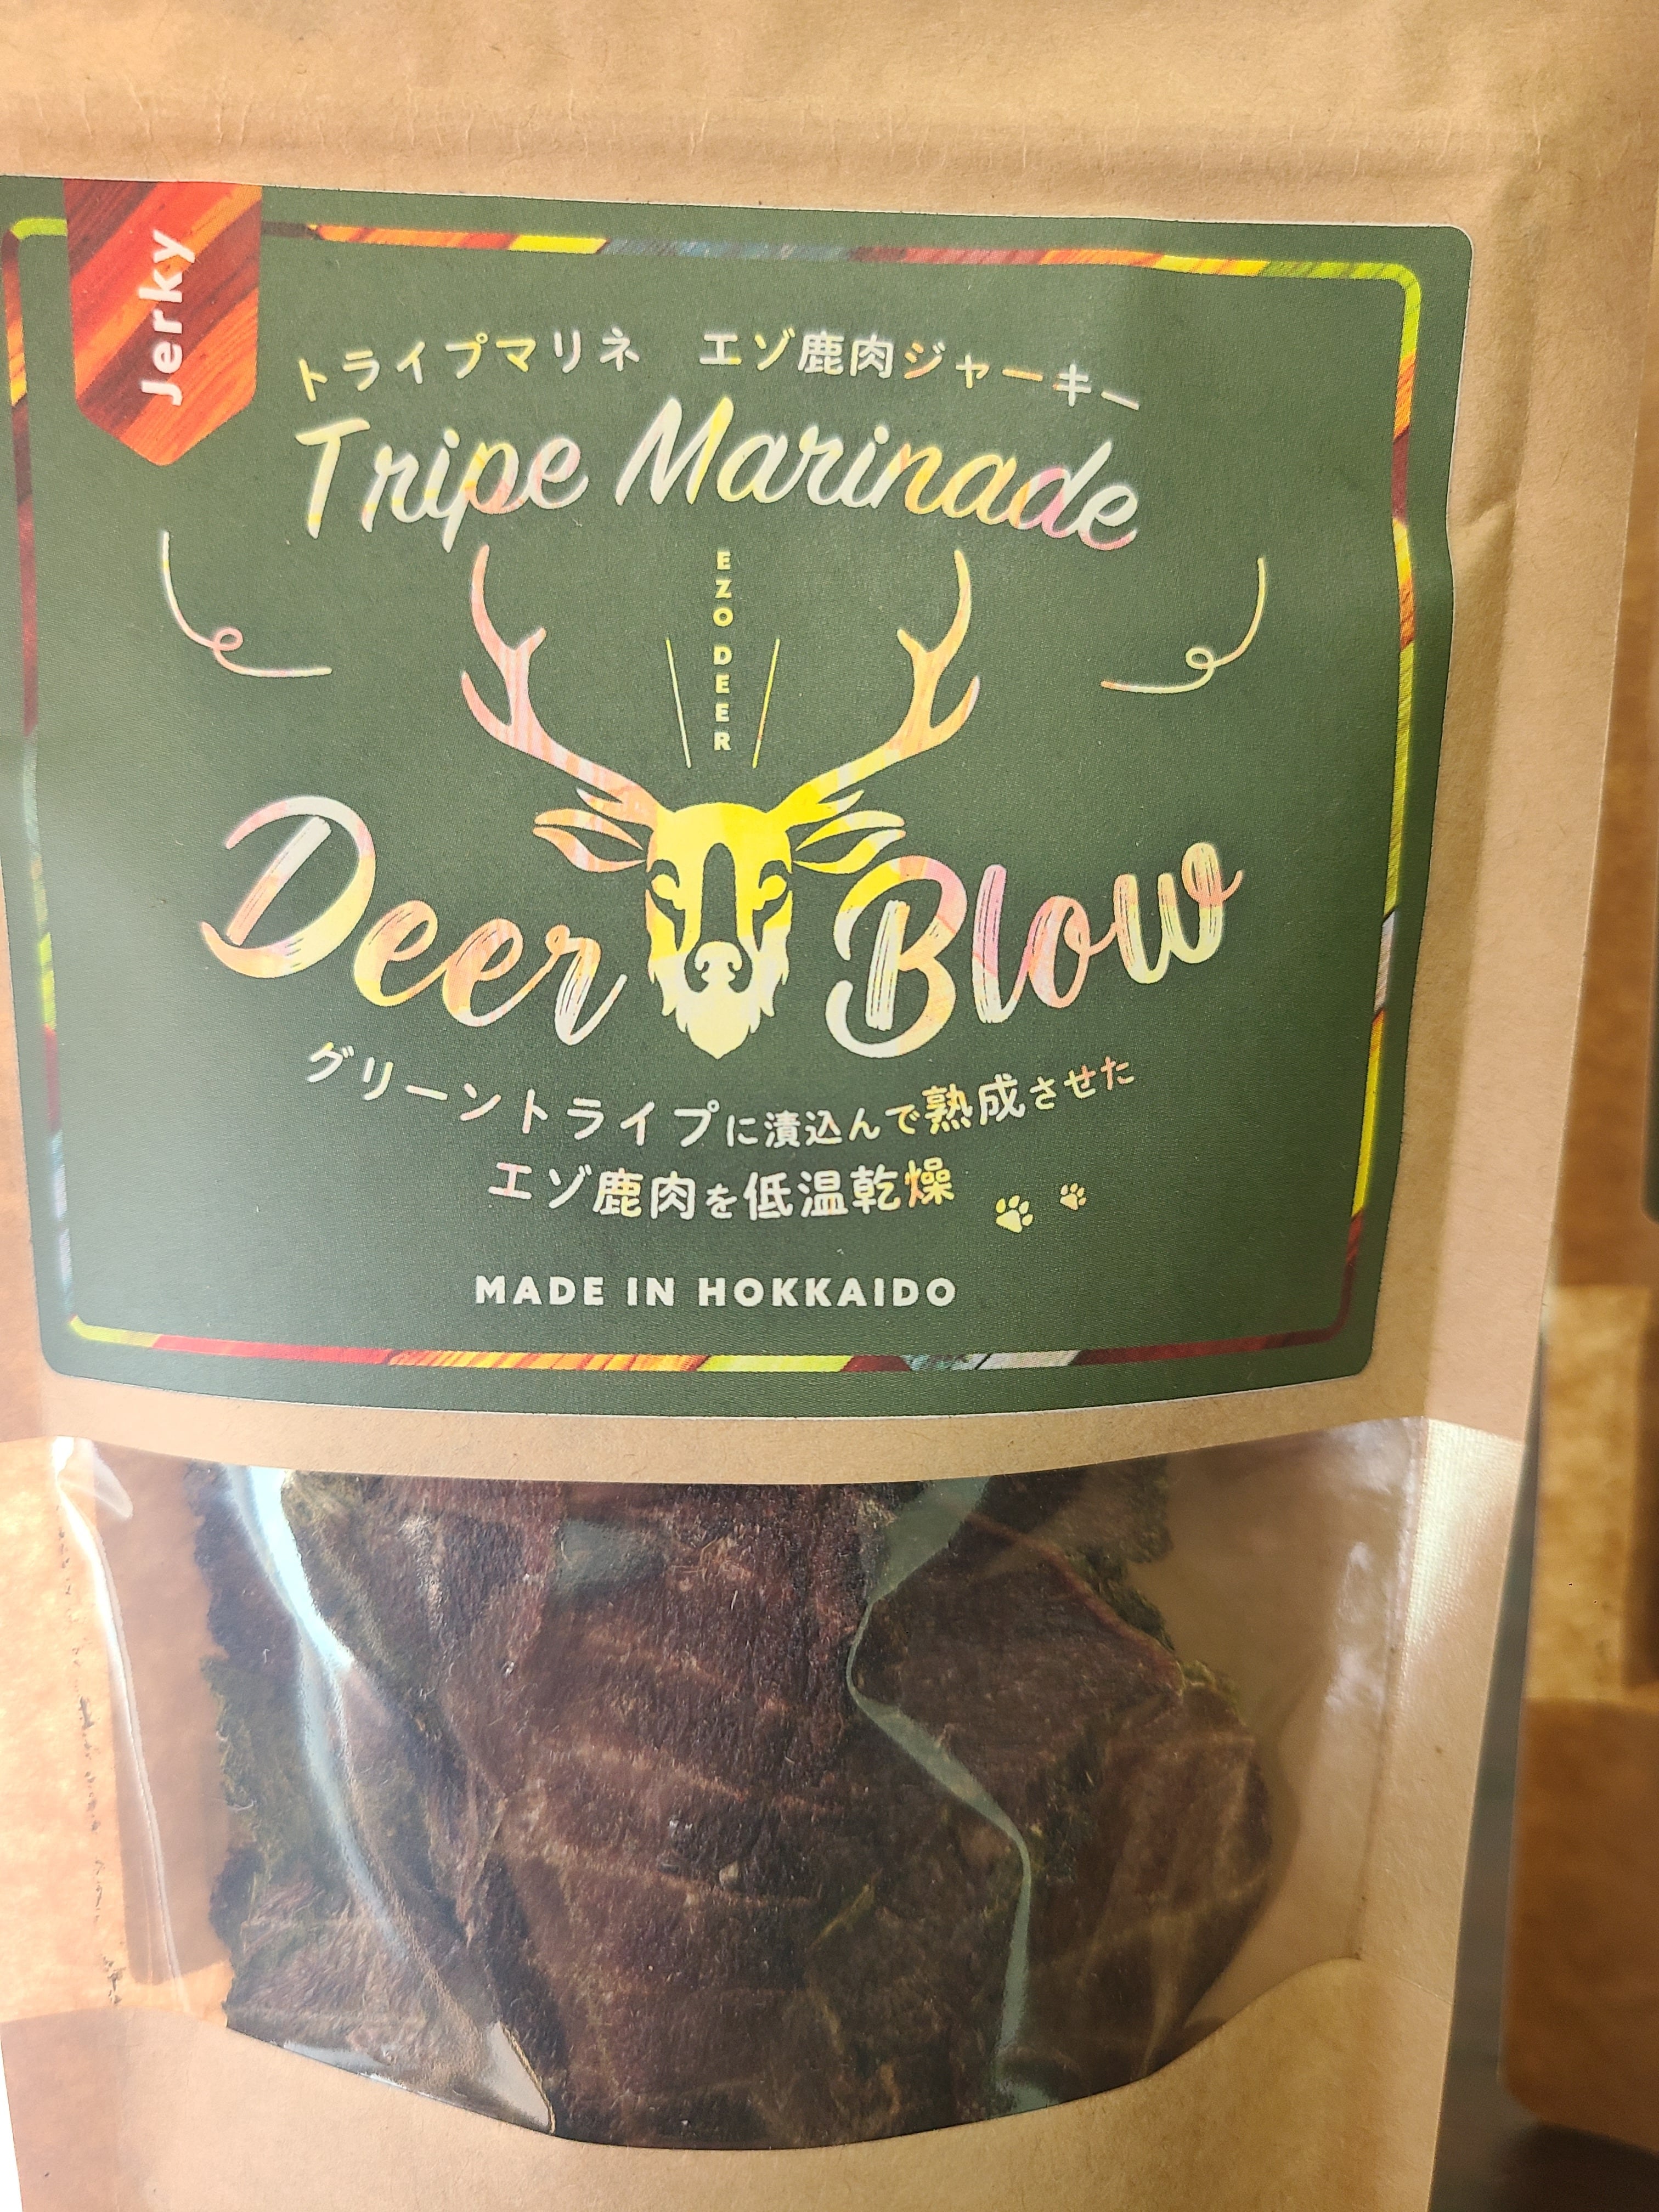 Jerky
トライプマリネ エゾ鹿肉ジャーキー
Tripe Marinade
EZO DEER
Deer Blow
グリーントライプに漬込んで熟成させた
エゾ鹿肉を低温乾燥
MADE IN HOKKAIDO